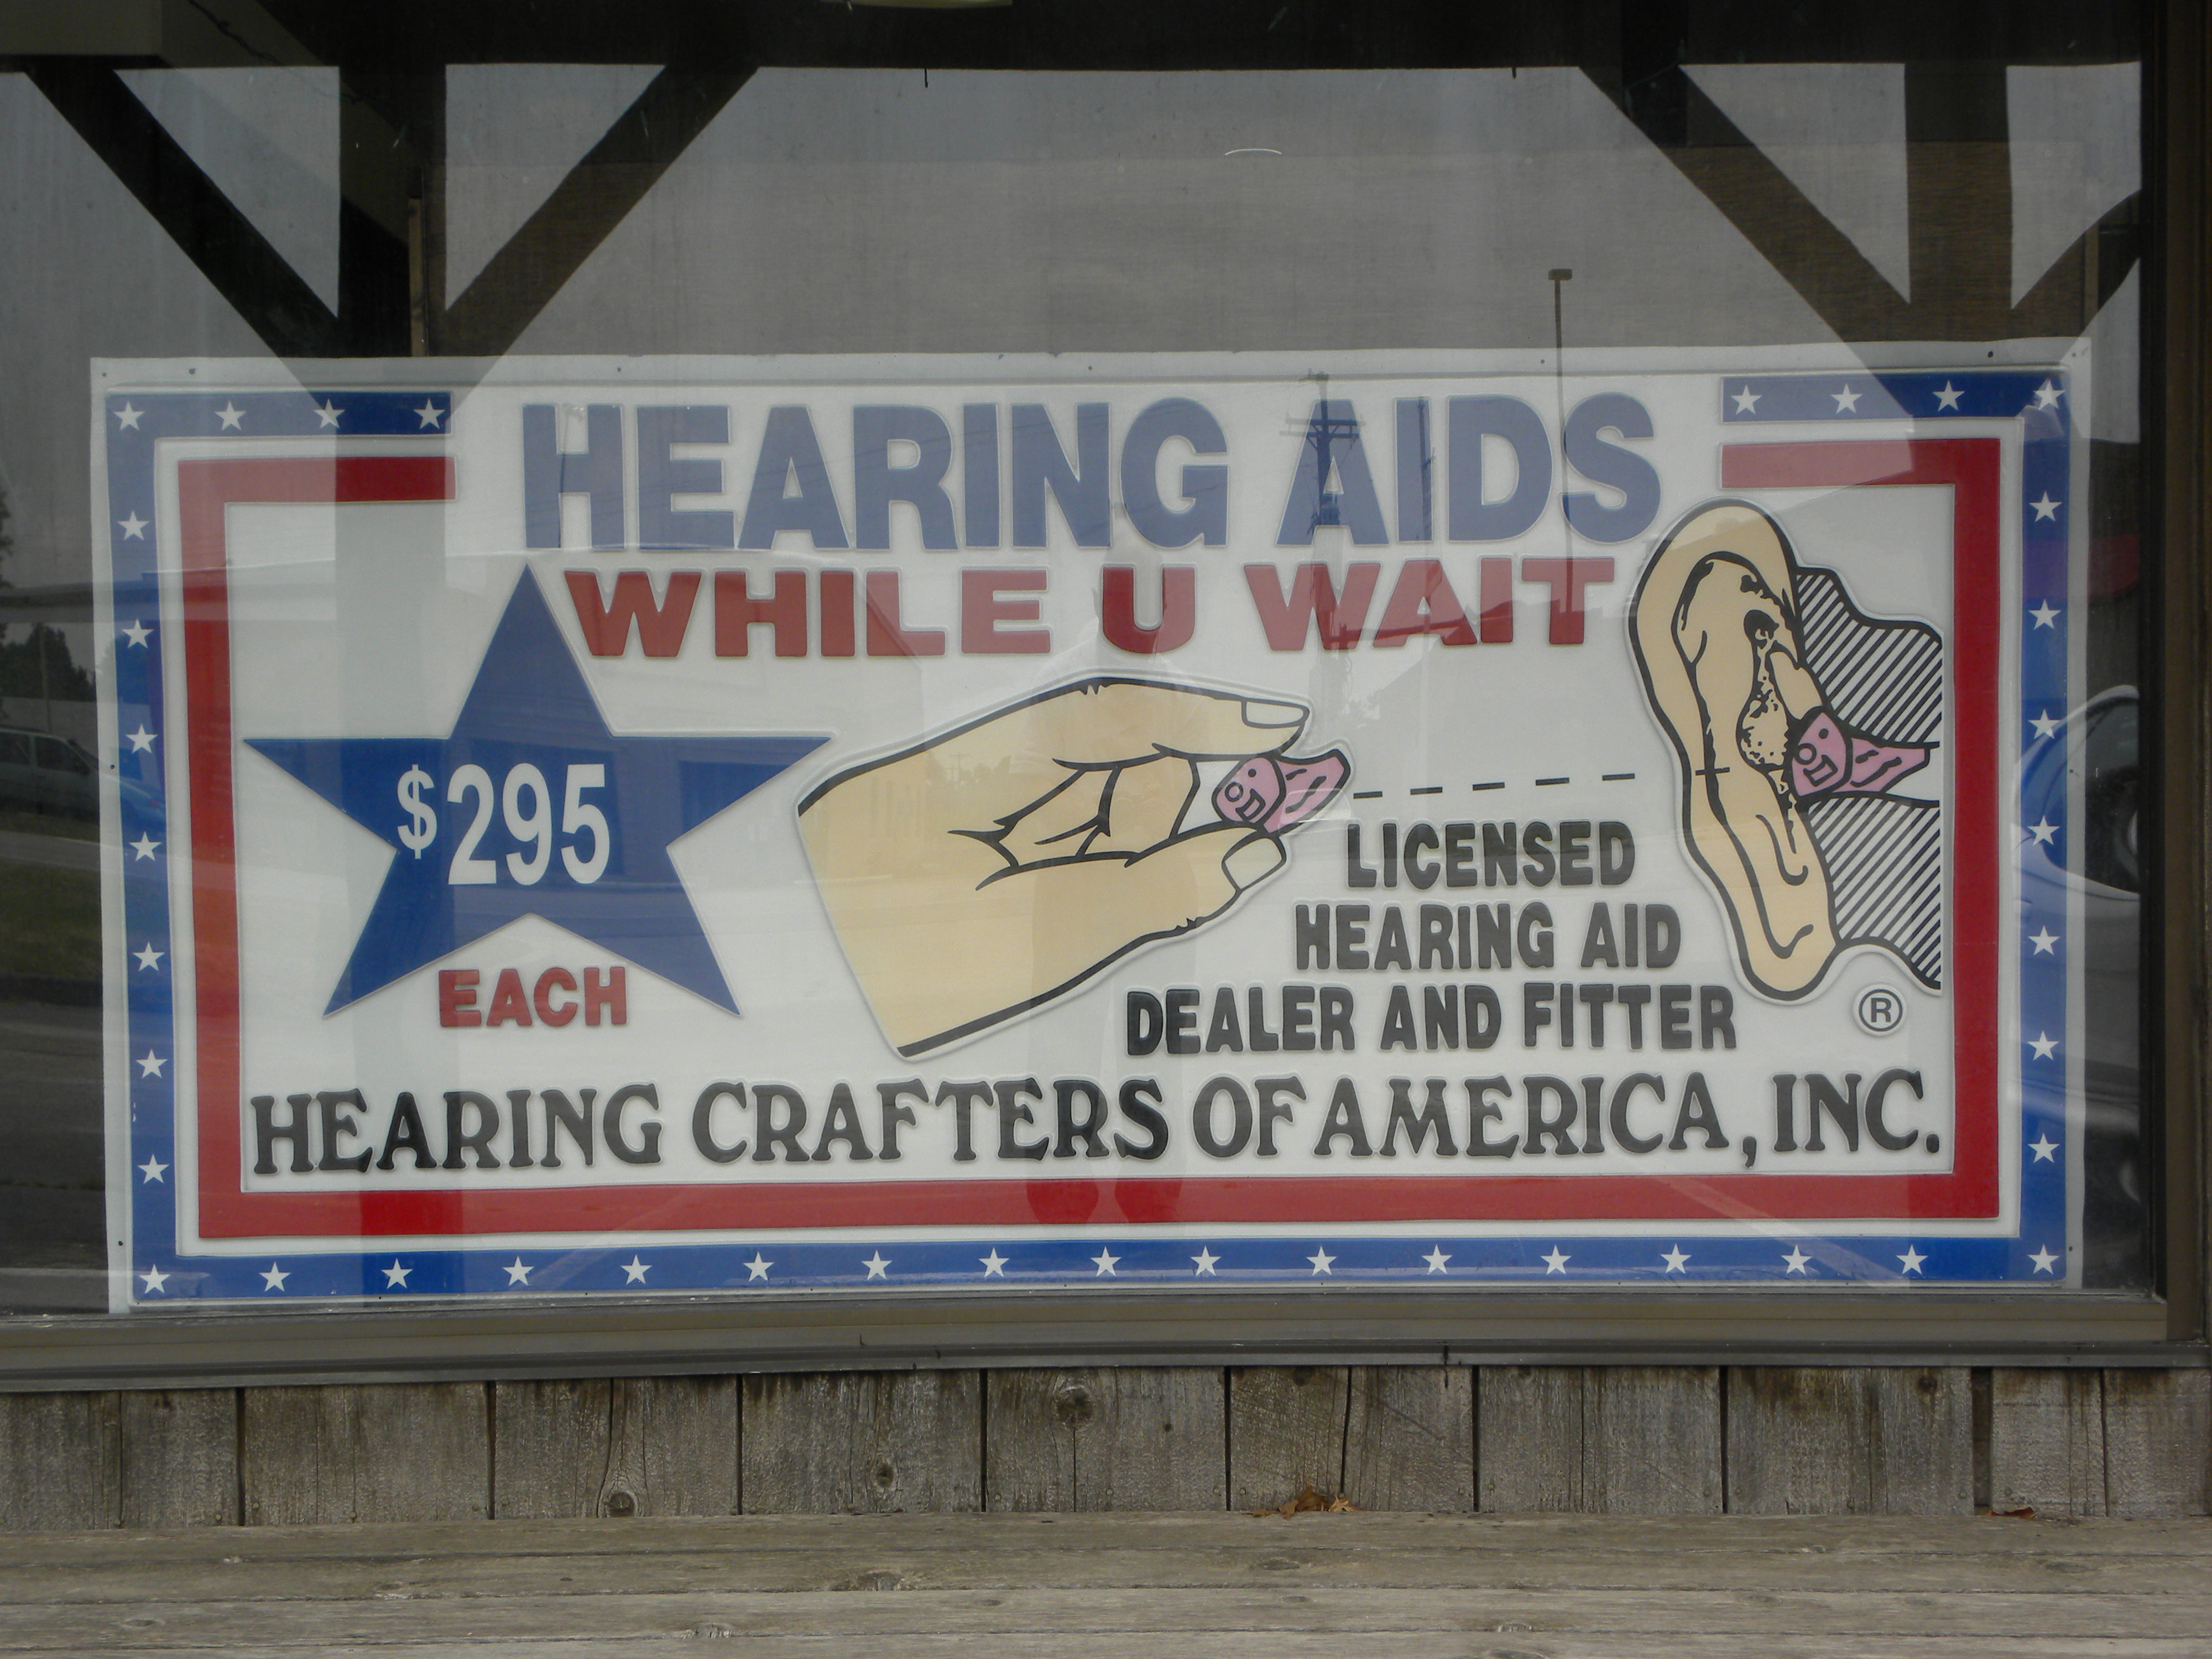 HEARING AIDS
WHILE U WAIT
$295
EACH
LICENSED
HEARING AID
DEALER AND FITTER
®
HEARING CRAFTERS OF AMERICA, INC.